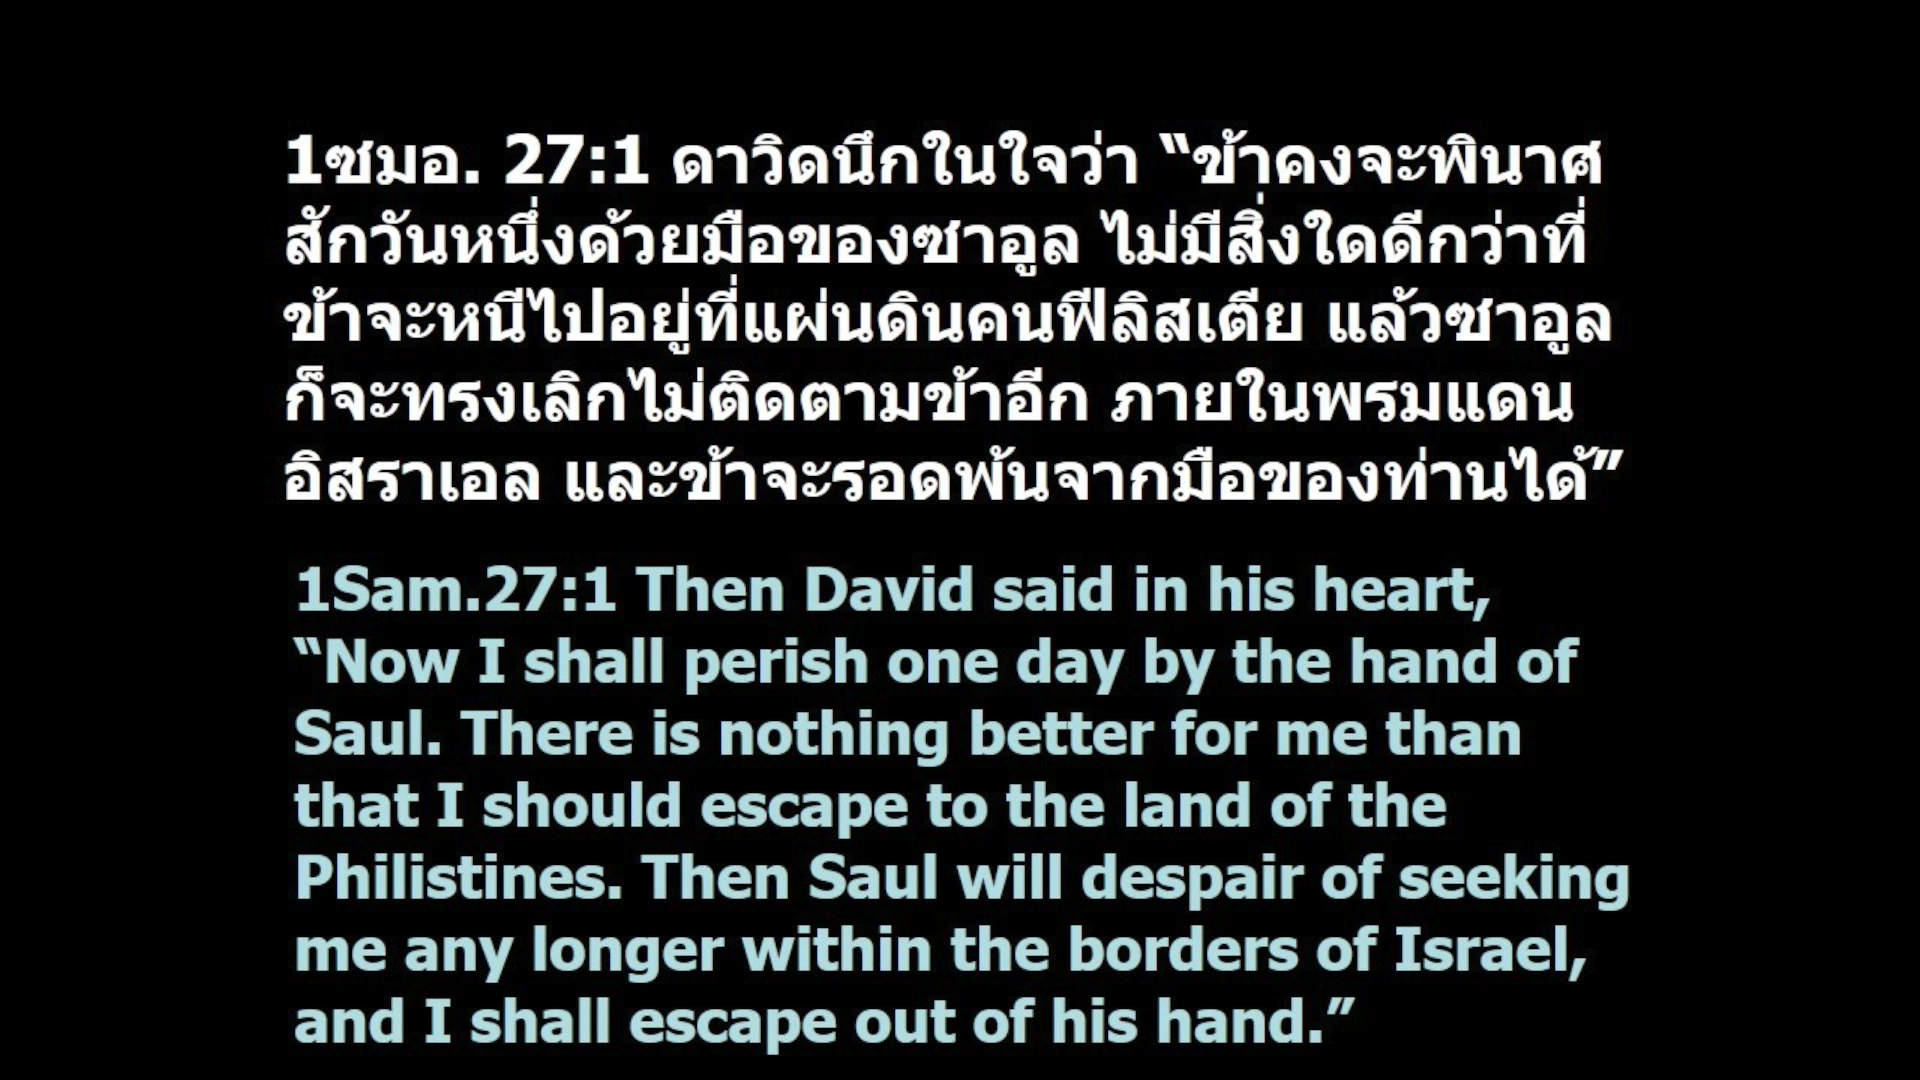 1ซมอ. 27:1 ดาวิดนึกในใจว่า “ข้าคงจะพินาศ
สักวันหนึ่งด้วยมือของซาอูล ไม่มีสิ่งใดดีกว่าที่
ข้าจะหนีไปอยู่ที่แผ่นดินคนฟีลิสเตีย แล้วซาอูล
ก็จะทรงเลิกไม่ติดตามข้าอีก ภายในพรมแดน
อิสราเอล และข้าจะรอดพ้นจากมือของท่านได้”
1Sam.27:1 Then David said in his heart,
“Now I shall perish one day by the hand of
Saul. There is nothing better for me than
that I should escape to the land of the
Philistines. Then Saul will despair of seeking
me any longer within the borders of Israel,
and I shall escape out of his hand.”